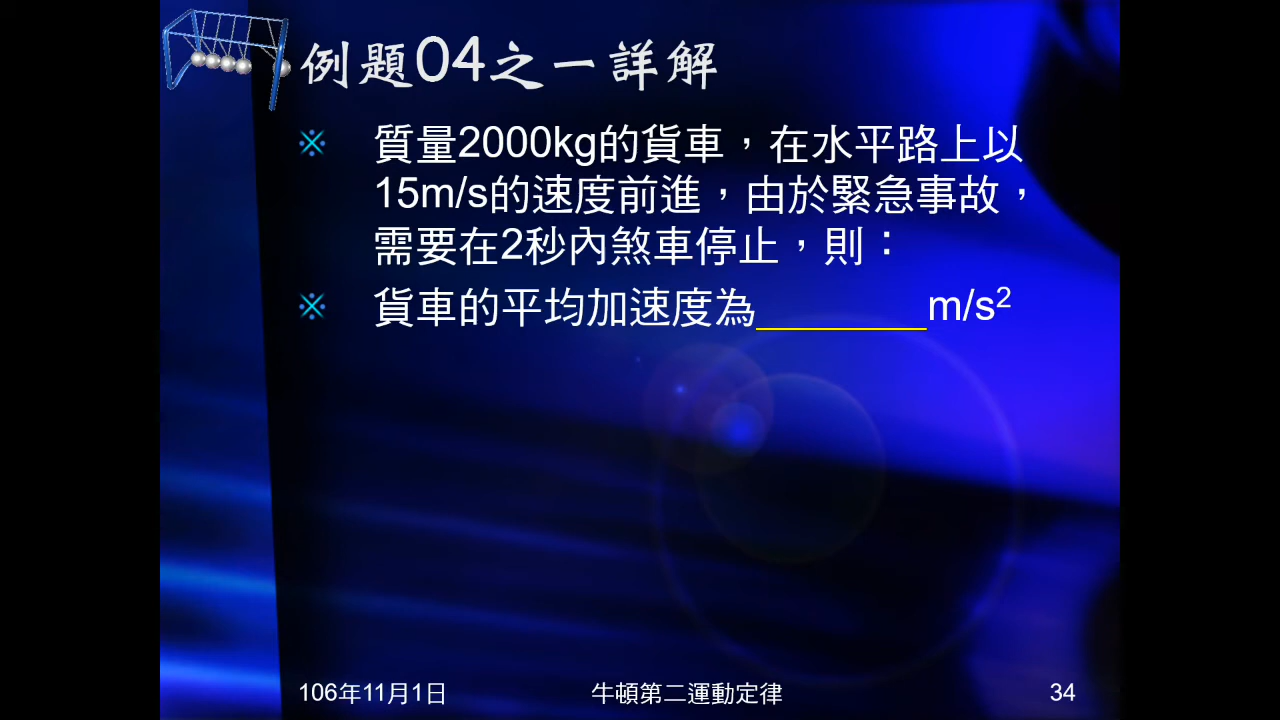 例題04之一詳解
※ 質量2000kg的貨車，在水平路上以
15m/s的速度前進，由於緊急事故，
需要在2秒內煞車停止，則：
※ 貨車的平均加速度為________m/s²
106年11月1日
牛頓第二運動定律
34